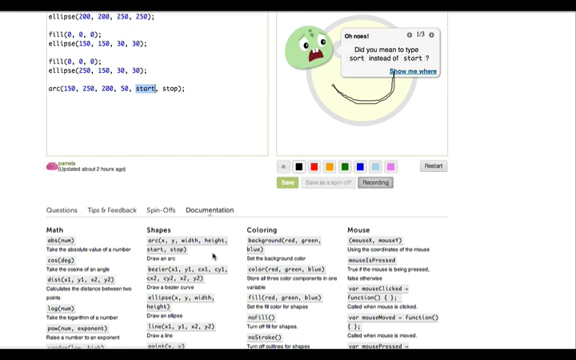 ellipse(200, 200, 250, 250);
fill(0, 0, 0);
ellipse(150, 150, 30, 30);
fill(0, 0, 0);
ellipse(250, 150, 30, 30);
arc(150, 250, 200, 50, start, stop);
Oh noes!
1/3
Did you mean to type
sort instead of start ?
Show me where
pamela
(Updated about 2 hours ago)
Save
Save as a spin-off
Recording
Restart
Questions
Tips & Feedback
Spin-Offs
Documentation
Math
abs(num)
Take the absolute value of a number
cos(deg)
Take the cosine of an angle
dist(x1, y1, x2, y2)
Calculates the distance between two
points
log(num)
Take the logarithm of a number
pow(num, exponent)
Raise a number to an exponent
Shapes
arc(x, y, width, height,
start, stop)
Draw an arc
bezier(x1, y1, cx1, cy1,
cx2, cy2, x2, y2)
Draw a bezier curve
ellipse(x, y, width,
height)
Draw an ellipse
line(x1, y1, x2, y2)
Draw a line
point(x, y)
Coloring
background(red, green,
blue)
Set the background color
color(red, green, blue)
Store all three color components in one
variable
fill(red, green, blue)
Set the fill color for shapes
noFill()
Turn off fill for shapes.
noStroke()
Turn off outlines for shapes
Mouse
(mouseX, mouseY)
Using the coordinates of the mouse
mouseIsPressed
True if the mouse is being pressed,
false otherwise
var mouseClicked =
function() { };
Called when mouse is clicked
var mouseMoved = function()
{ };
Called when mouse is moved.
var mousePressed =